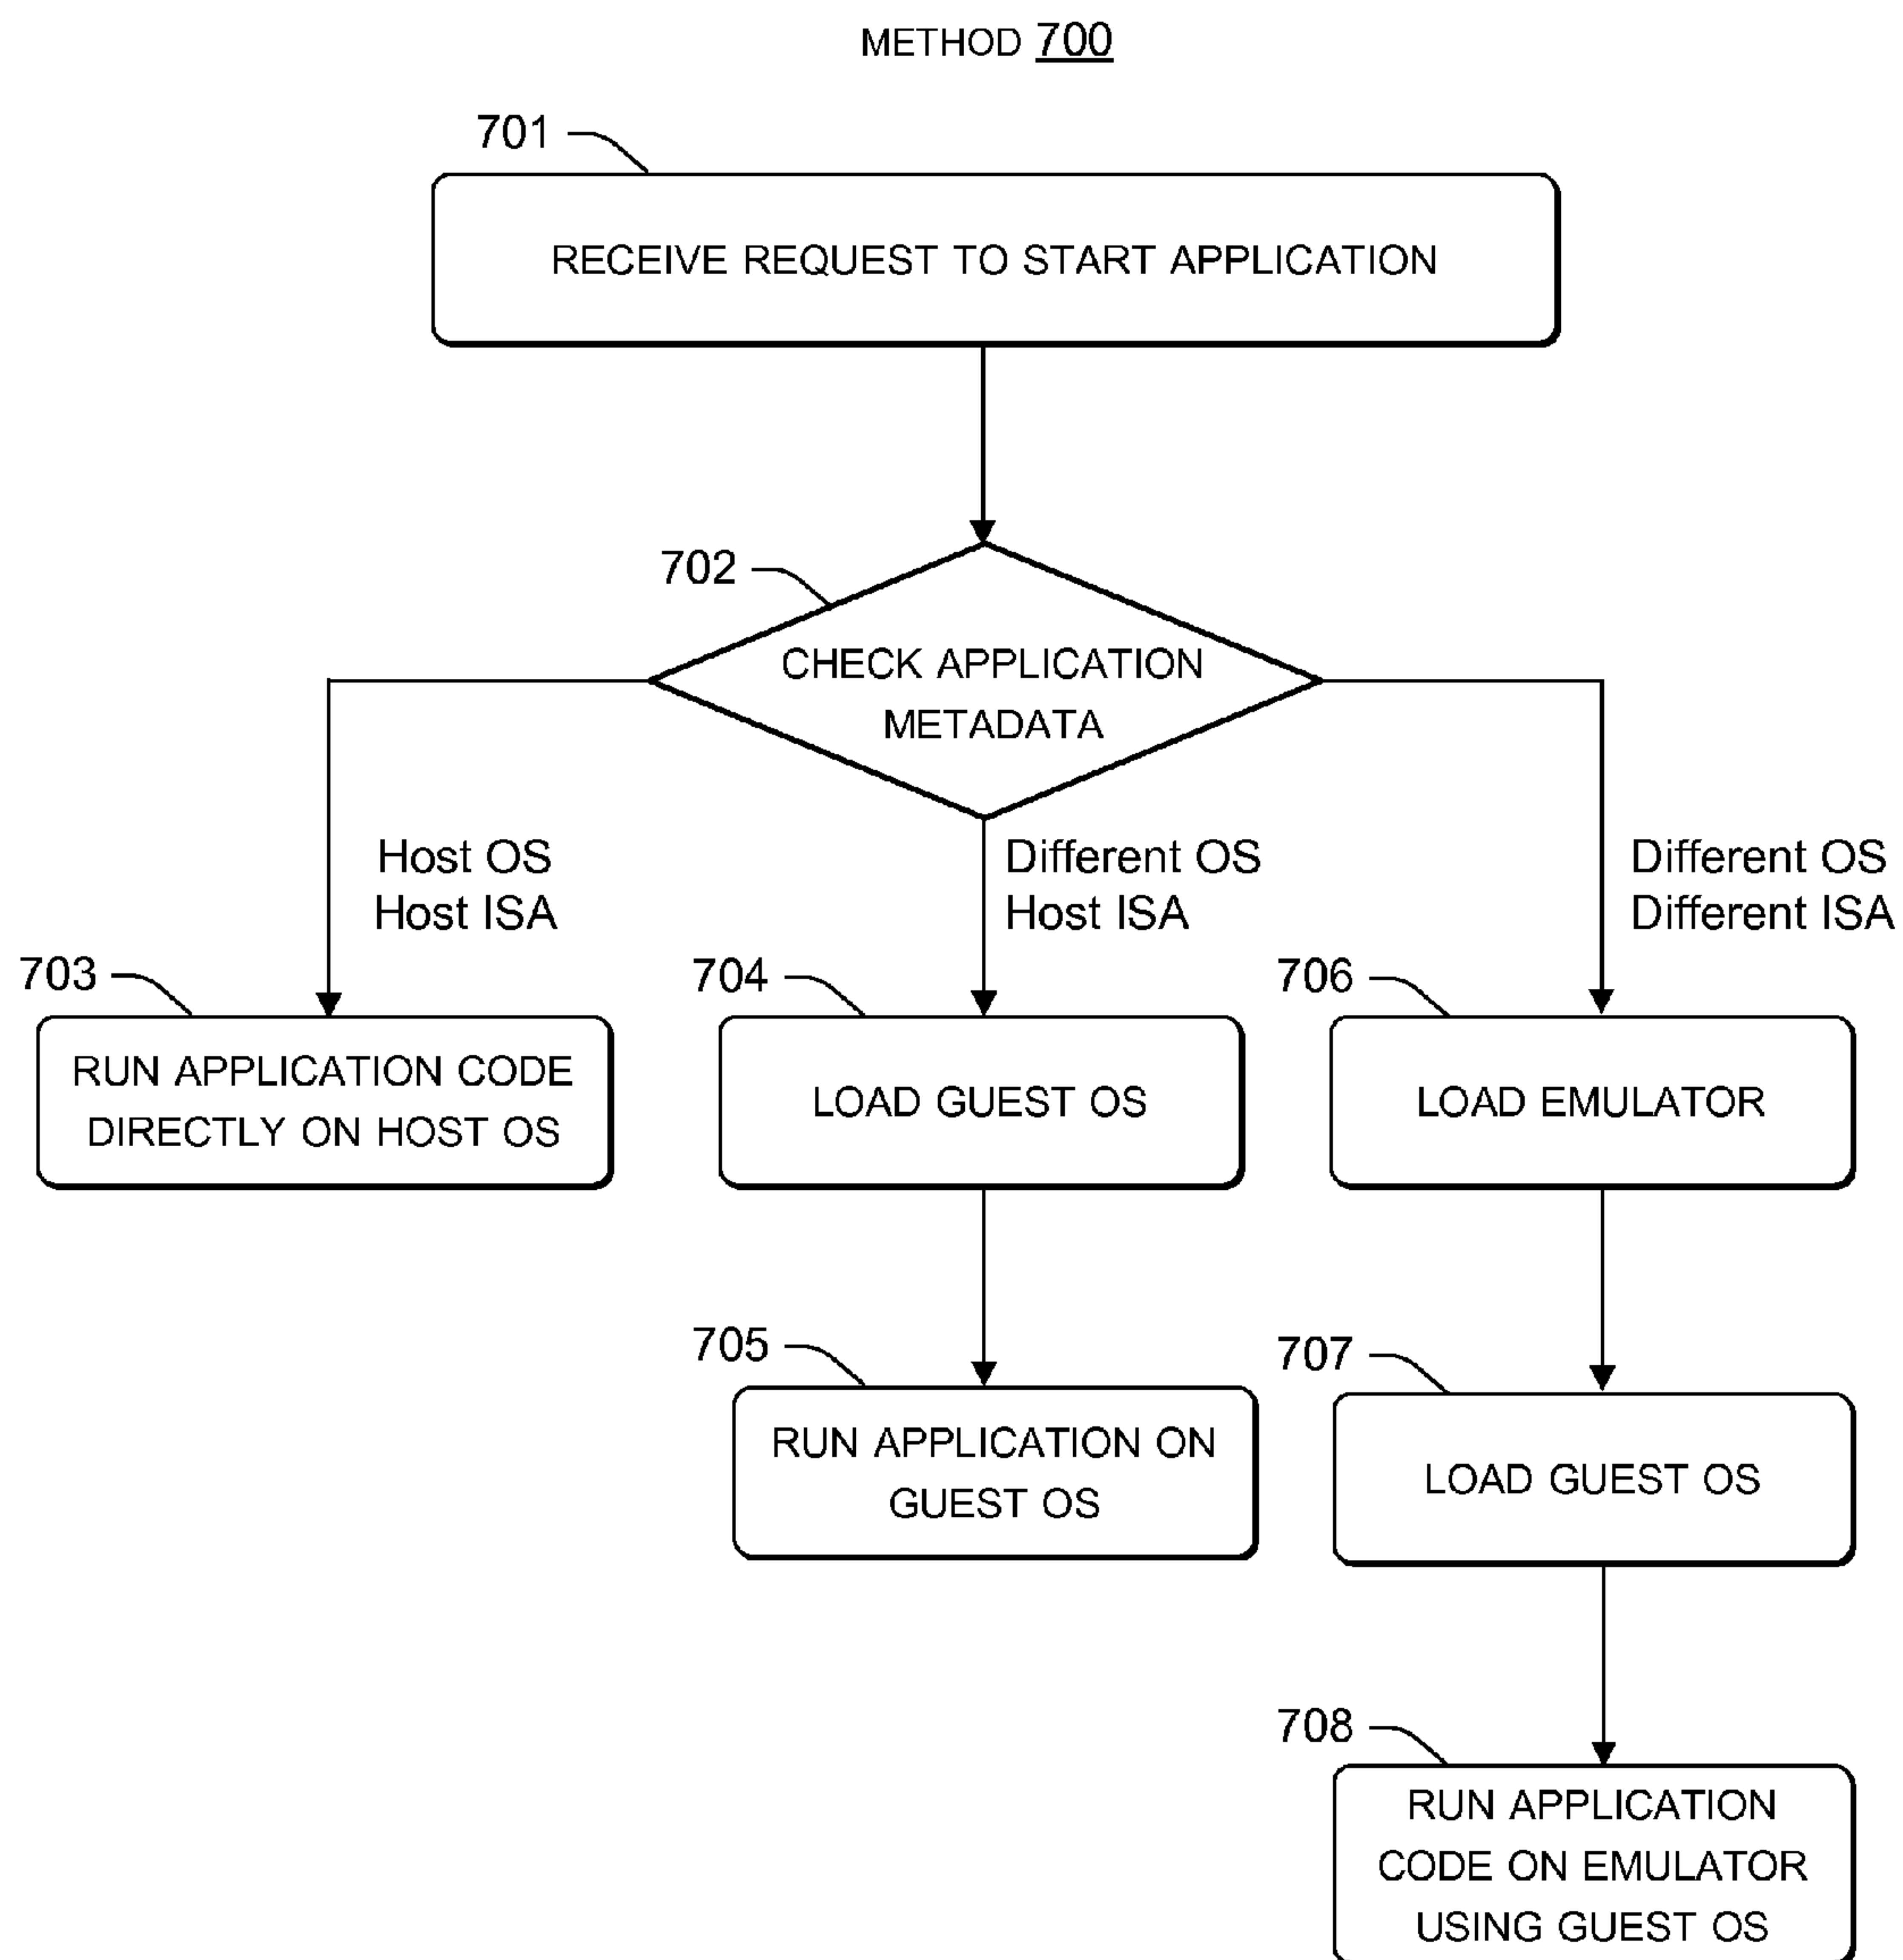 METHOD 700
701
RECEIVE REQUEST TO START APPLICATION
702
CHECK APPLICATION
METADATA
Host OS
Host ISA
Different OS
Host ISA
Different OS
Different ISA
703
RUN APPLICATION CODE
DIRECTLY ON HOST OS
704
LOAD GUEST OS
706
LOAD EMULATOR
705
RUN APPLICATION ON
GUEST OS
707
LOAD GUEST OS
708
RUN APPLICATION
CODE ON EMULATOR
USING GUEST OS